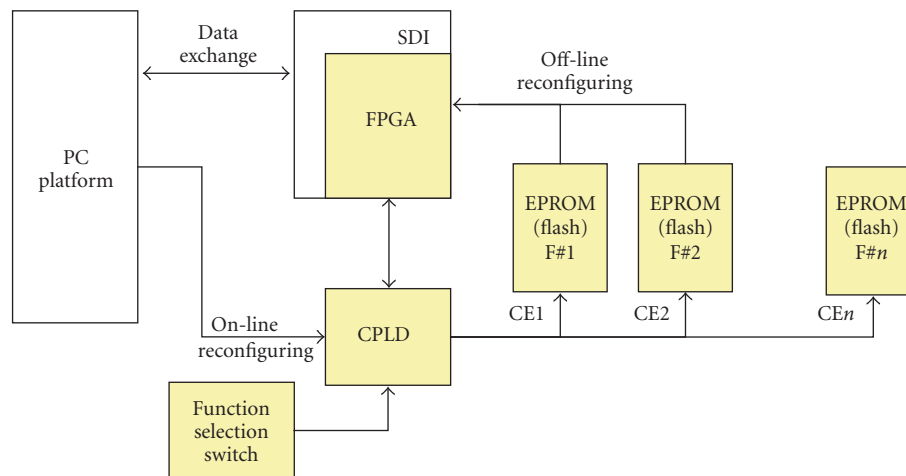 Data
exchange
SDI
Off-line
reconfiguring
FPGA
PC
platform
EPROM
(flash)
F#1
EPROM
(flash)
F#2
EPROM
(flash)
F#n
CE1
CE2
CEn
On-line
reconfiguring
CPLD
Function
selection
switch